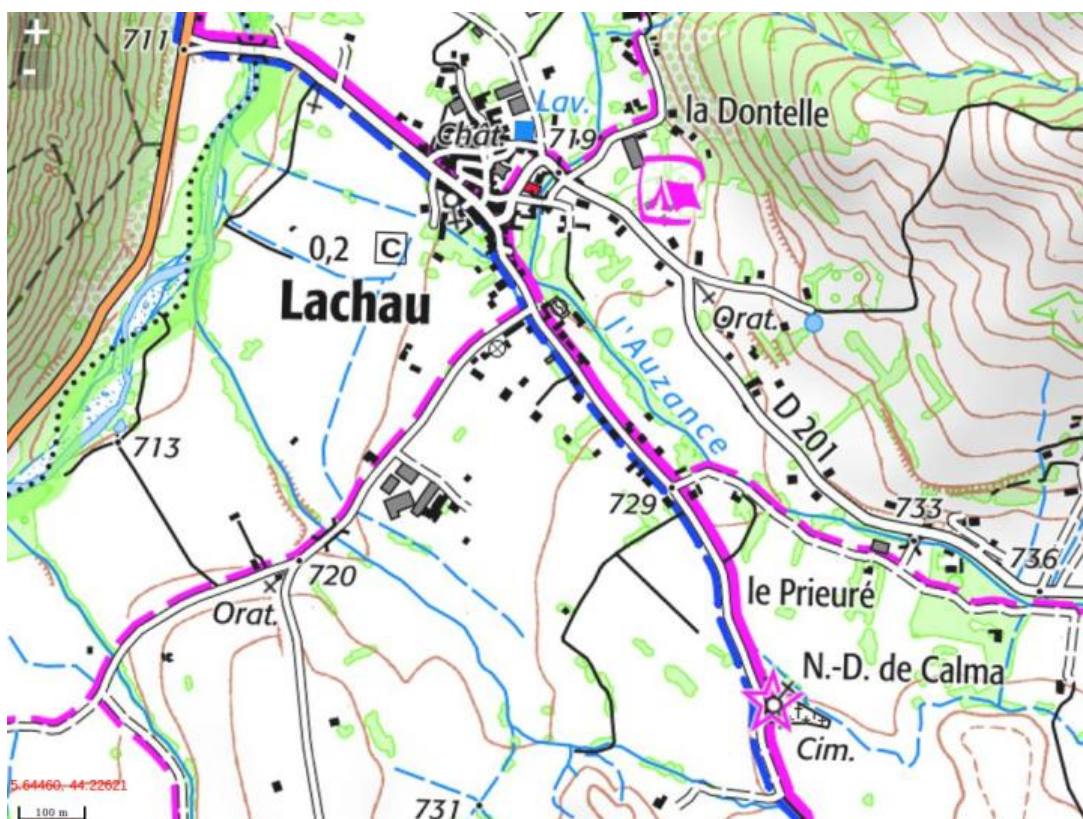 +
-
711
Lav.
Chât.
719
la Dontelle
800
0,2 C
Lachau
Orat.
l'Auzance
D 201
713
729
733
736
720
Orat.
le Prieuré
N.-D. de Calma
Cim.
5.64460, 44.22621
731
100 m